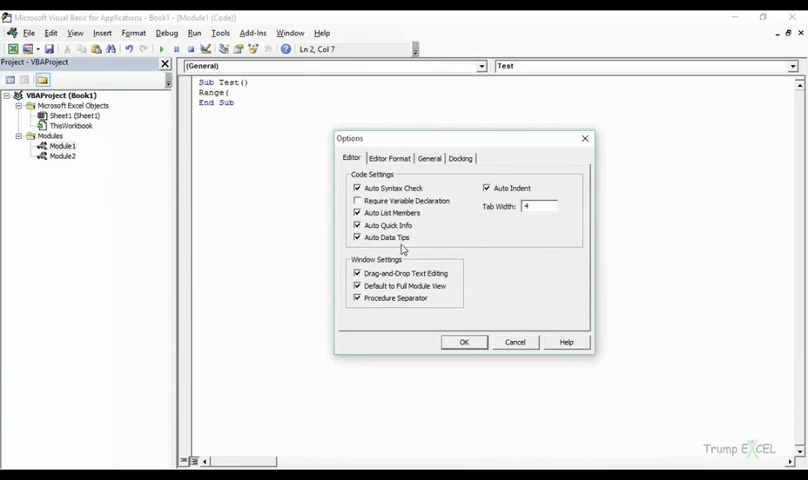 Microsoft Visual Basic for Applications - Book1 - [Module1 (Code)]
File Edit View Insert Format Debug Run Tools Add-Ins Window Help
Ln 2, Col 7
Project - VBAProject
(General) Test
VBAProject (Book1)
Microsoft Excel Objects
Sheet1 (Sheet1)
ThisWorkbook
Modules
Module1
Module2
Sub Test()
Range(
End Sub
Options
Editor Editor Format General Docking
Code Settings
Auto Syntax Check
Auto Indent
Require Variable Declaration
Tab Width: 4
Auto List Members
Auto Quick Info
Auto Data Tips
Window Settings
Drag-and-Drop Text Editing
Default to Full Module View
Procedure Separator
OK Cancel Help
Trump EXCEL